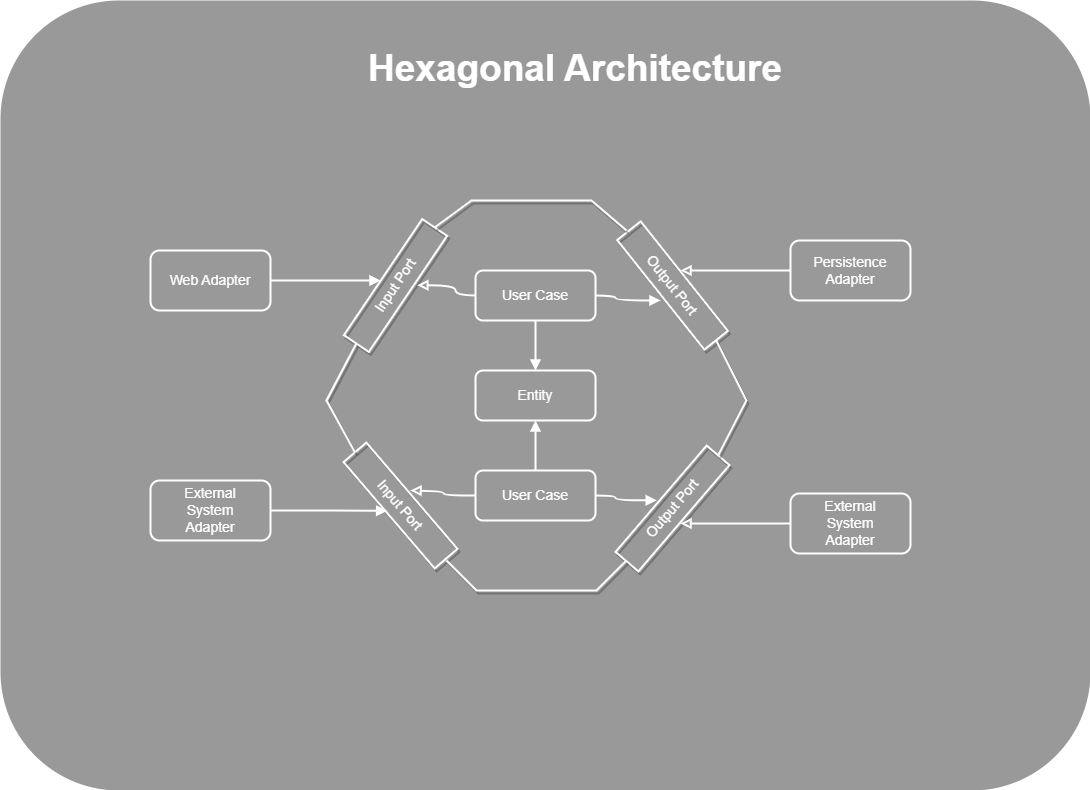 Hexagonal Architecture
Web Adapter
Input Port
User Case
Output Port
Persistence
Adapter
Entity
External
System
Adapter
Input Port
User Case
Output Port
External
System
Adapter